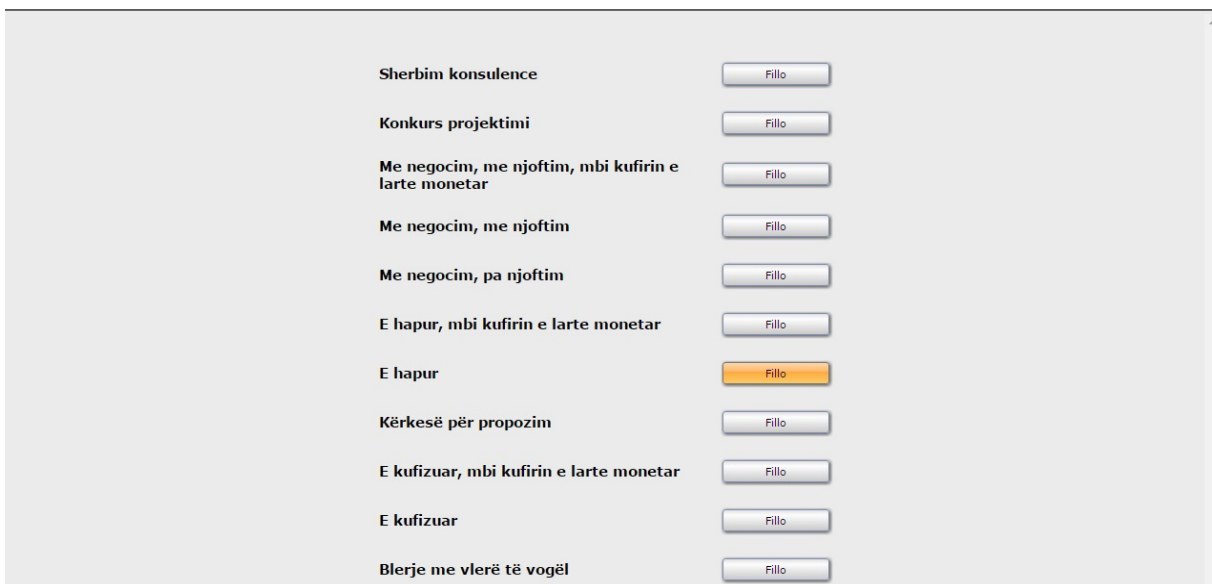 Sherbim konsulence Fillo
Konkurs projektimi Fillo
Me negocim, me njoftim, mbi kufirin e
larte monetar Fillo
Me negocim, me njoftim Fillo
Me negocim, pa njoftim Fillo
E hapur, mbi kufirin e larte monetar Fillo
E hapur Fillo
Kërkesë për propozim Fillo
E kufizuar, mbi kufirin e larte monetar Fillo
E kufizuar Fillo
Blerje me vlerë të vogël Fillo